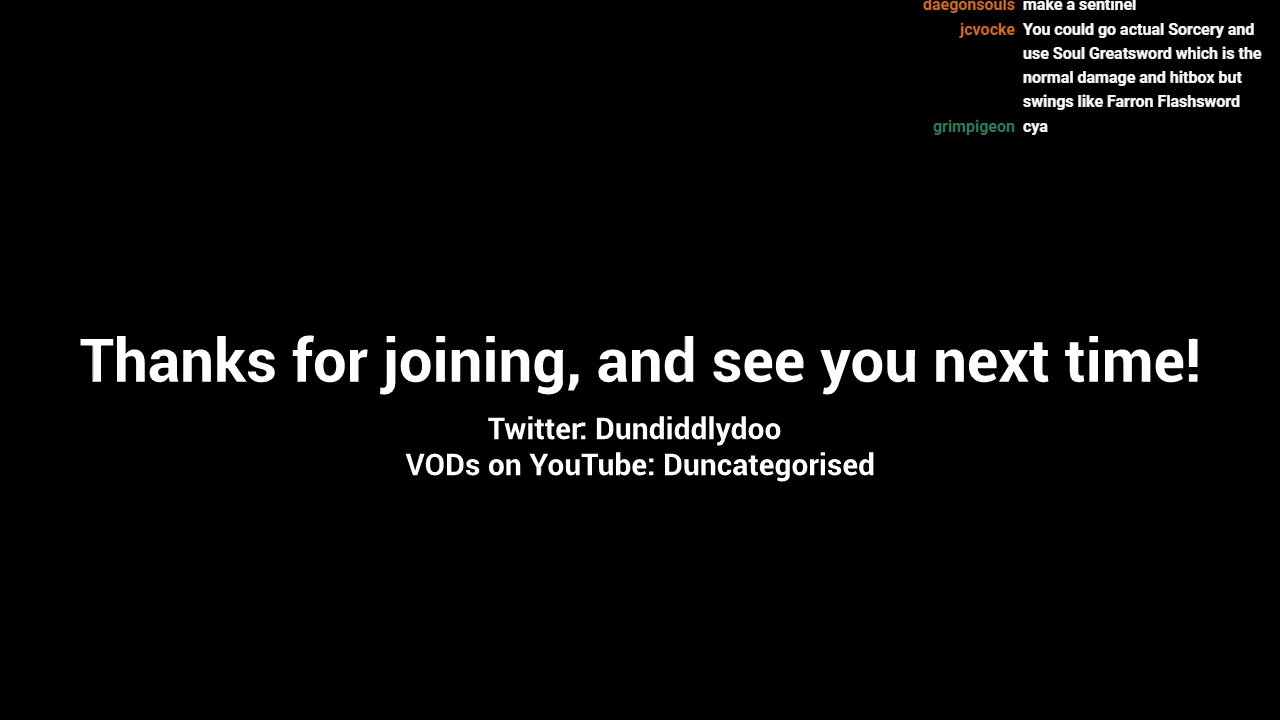 daegonsouls make a sentinel
jcvocke You could go actual Sorcery and
use Soul Greatsword which is the
normal damage and hitbox but
swings like Farron Flashsword
grimpigeon cya
Thanks for joining, and see you next time!
Twitter: Dundiddlydoo
VODs on YouTube: Duncategorised